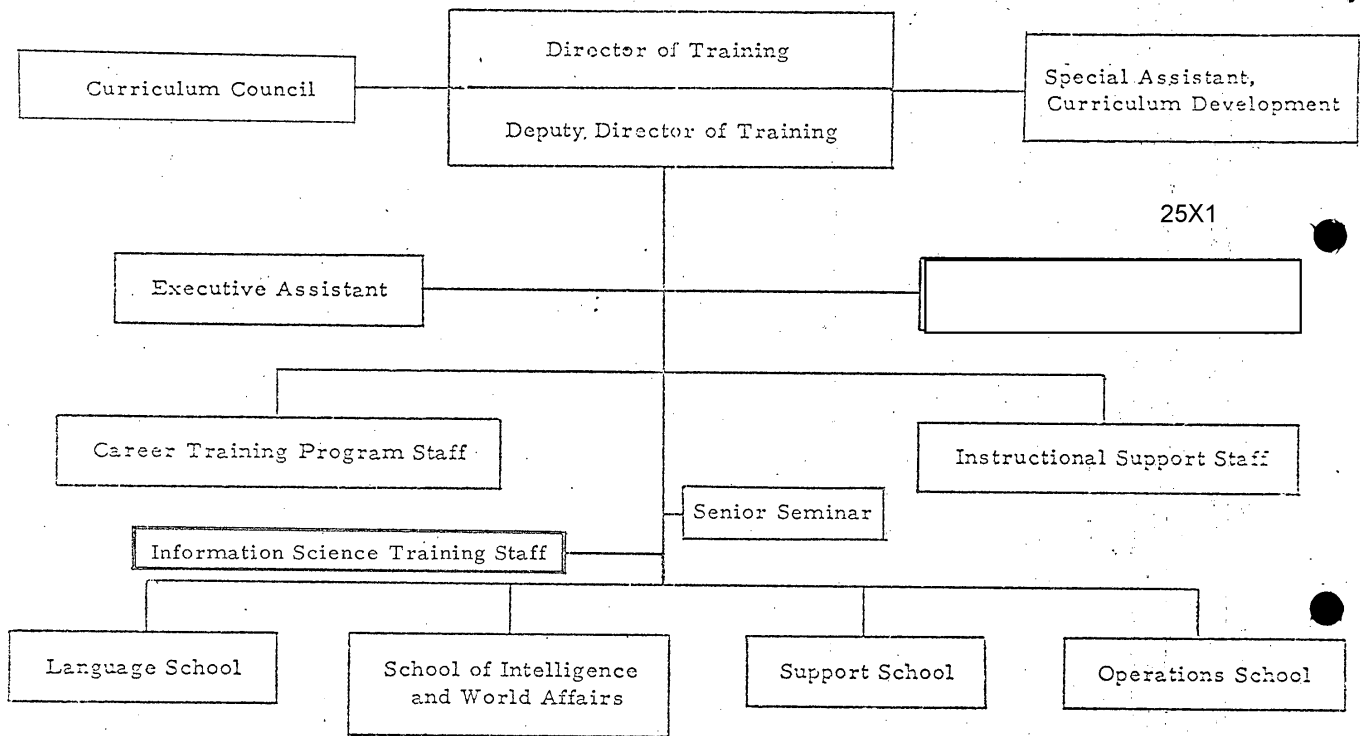 Director of Training
Curriculum Council
Special Assistant,
Curriculum Development
Deputy Director of Training
25X1
Executive Assistant
Career Training Program Staff
Instructional Support Staff
Senior Seminar
Information Science Training Staff
Language School
School of Intelligence
and World Affairs
Support School
Operations School